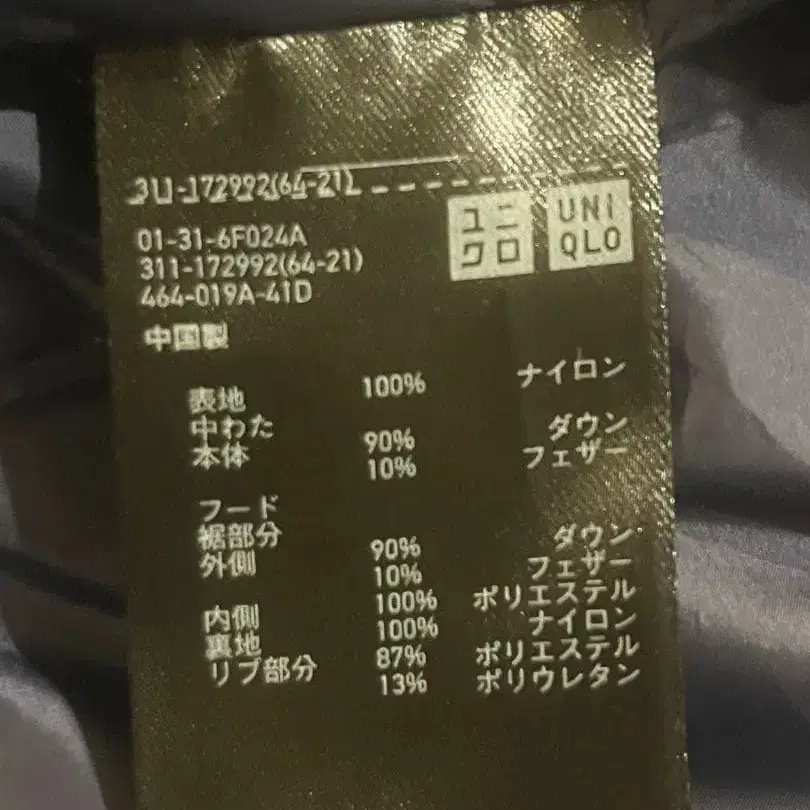 311-172992(64-21)
ユニクロ
UNIQLO
01-31-6F024A
311-172992(64-21)
464-019A-41D
中国製
表地 100% ナイロン
中わた
本体 90% ダウン
10% フェザー
フード
裾部分
外側 90% ダウン
10% フェザー
内側 100% ポリエステル
裏地 100% ナイロン
リブ部分 87% ポリエステル
13% ポリウレタン